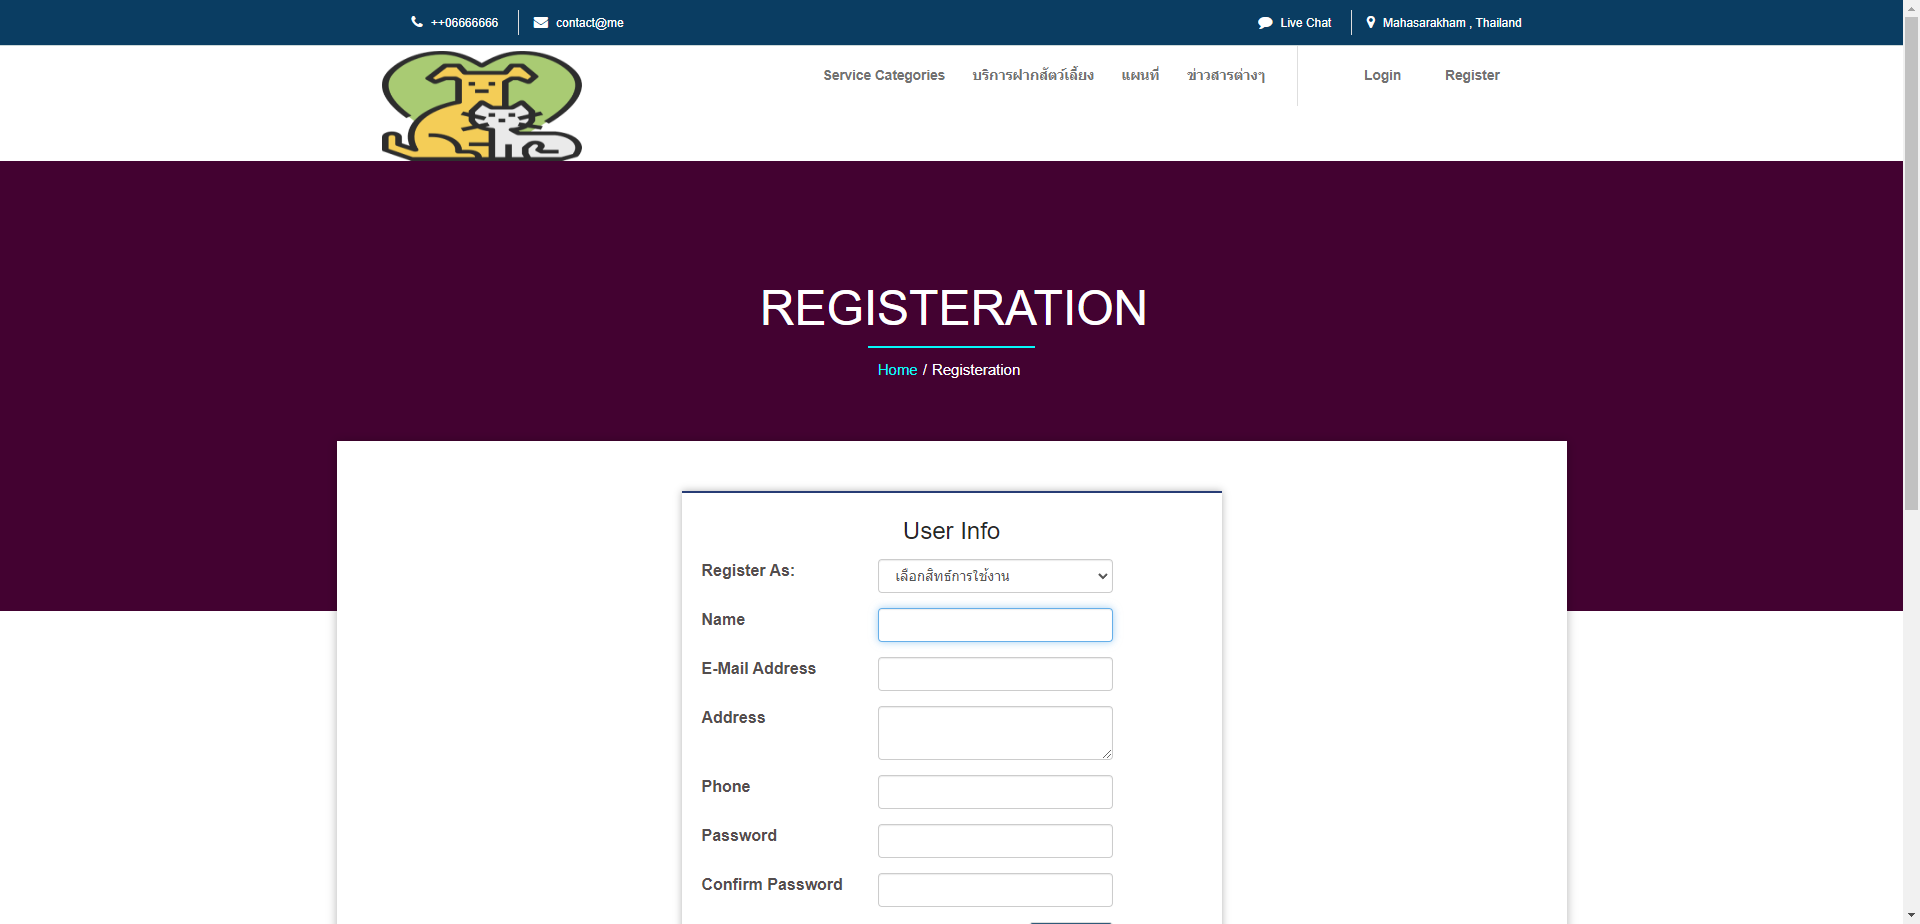 ++06666666 contact@me Live Chat Mahasarakham , Thailand
Service Categories บริการฝากสัตว์เลี้ยง แผนที่ ข่าวสารต่างๆ Login Register
REGISTERATION
Home / Registeration
User Info
Register As: เลือกสิทธ์การใช้งาน
Name
E-Mail Address
Address
Phone
Password
Confirm Password